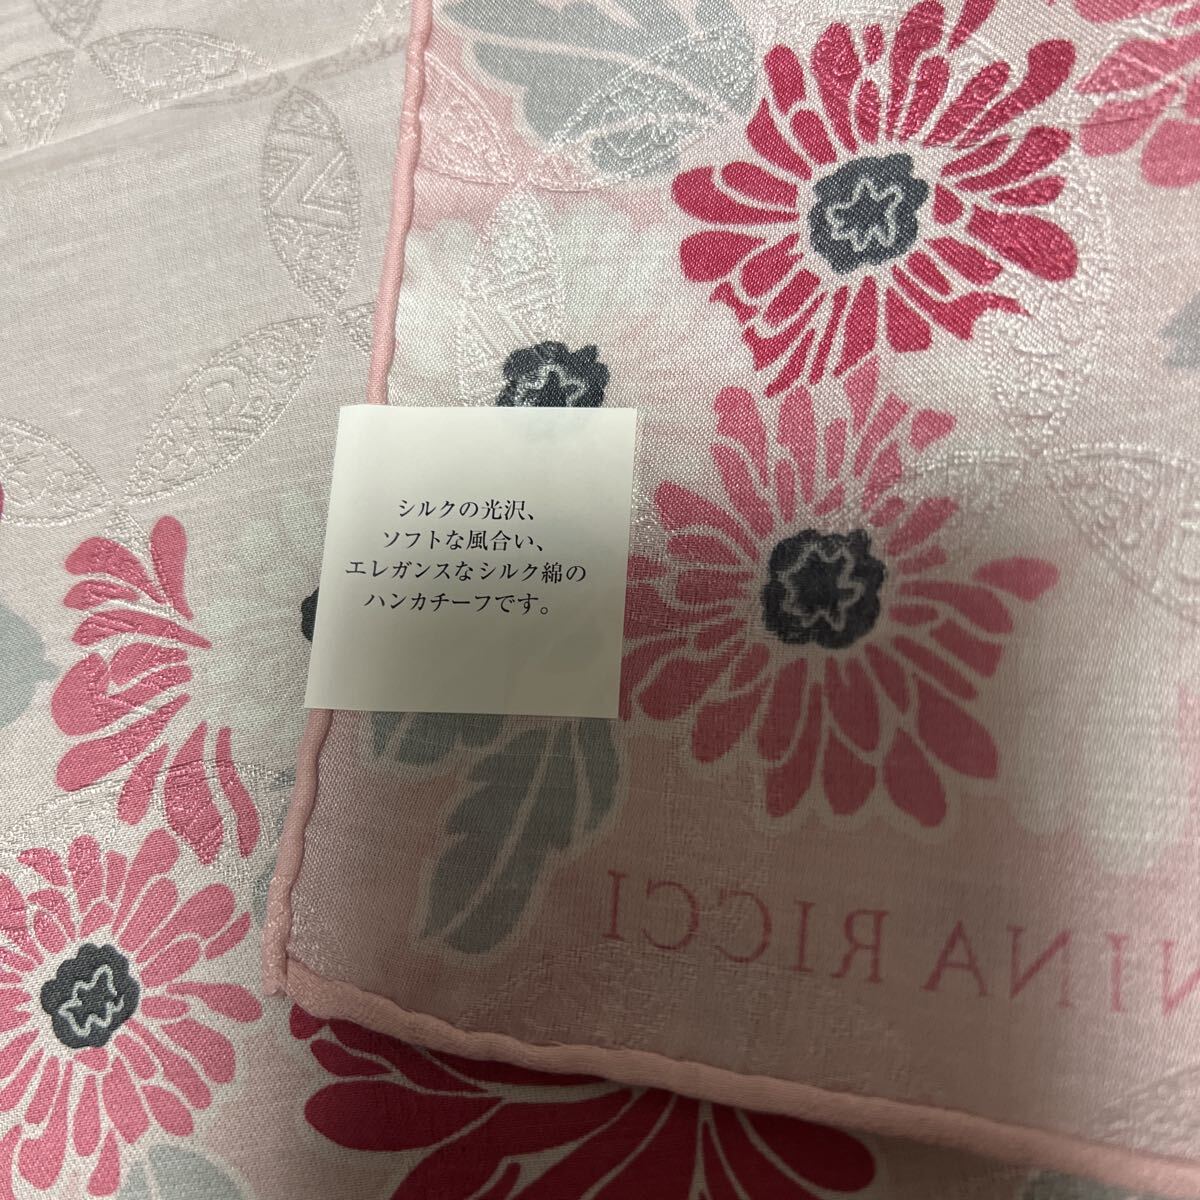 シルクの光沢、
ソフトな風合い、
エレガンスなシルク綿の
ハンカチーフです。
NINA RICCI